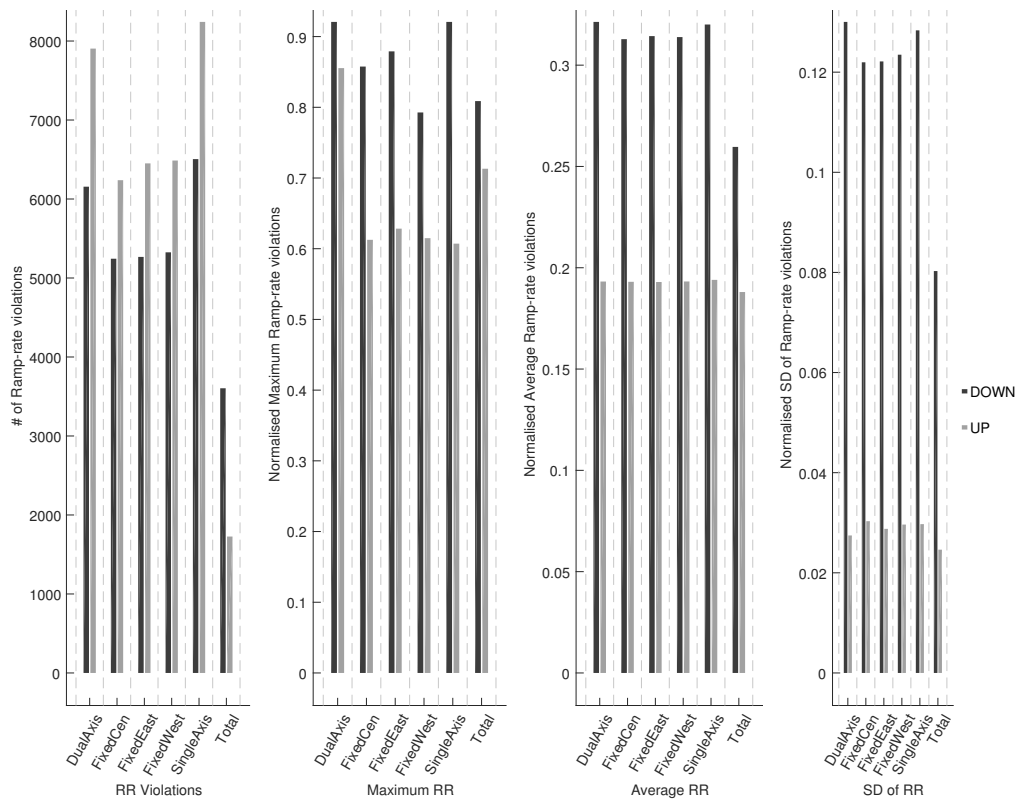 # of Ramp-rate violations
8000
7000
6000
5000
4000
3000
2000
1000
0
DualAxis
FixedCen
FixedEast
FixedWest
SingleAxis
Total
RR Violations
Normalised Maximum Ramp-rate violations
0.9
0.8
0.7
0.6
0.5
0.4
0.3
0.2
0.1
0
DualAxis
FixedCen
FixedEast
FixedWest
SingleAxis
Total
Maximum RR
Normalised Average Ramp-rate violations
0.3
0.25
0.2
0.15
0.1
0.05
0
DualAxis
FixedCen
FixedEast
FixedWest
SingleAxis
Total
Average RR
Normalised SD of Ramp-rate violations
0.12
0.1
0.08
0.06
0.04
0.02
0
DualAxis
FixedCen
FixedEast
FixedWest
SingleAxis
Total
SD of RR
DOWN
UP